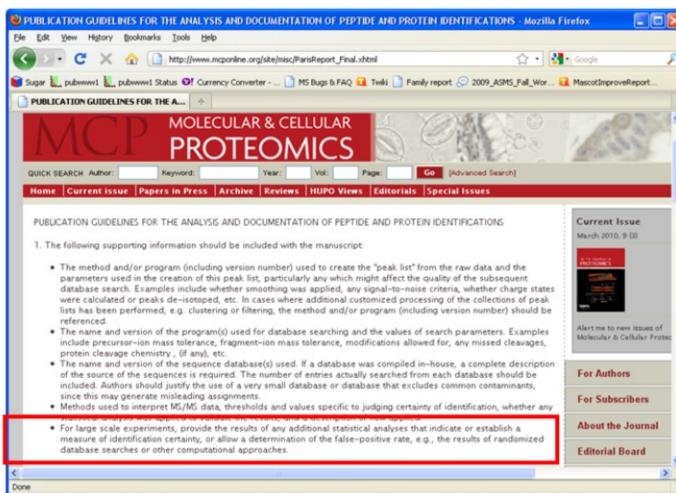 PUBLICATION GUIDELINES FOR THE ANALYSIS AND DOCUMENTATION OF PEPTIDE AND PROTEIN IDENTIFICATIONS - Mozilla Firefox
File Edit View History Bookmarks Tools Help
http://www.mcponline.org/site/misc/ParisReport_Final.xhtml
Google
Sugar pubwww1 pubwww1 Status Currency Converter - ... MS Bugs & FAQ Twiki Family report 2009_ASMS_Fall_Wor... MascotImproveReport...
PUBLICATION GUIDELINES FOR THE A...
MCP MOLECULAR & CELLULAR
PROTEOMICS
QUICK SEARCH Author: Keyword: Year: Vol: Page: Go [Advanced Search]
Home Current issue Papers in Press Archive Reviews HUPO Views Editorials Special Issues
PUBLICATION GUIDELINES FOR THE ANALYSIS AND DOCUMENTATION OF PEPTIDE AND PROTEIN IDENTIFICATIONS
1. The following supporting information should be included with the manuscript:
• The method and/or program (including version number) used to create the "peak list" from the raw data and the
parameters used in the creation of this peak list, particularly any which might affect the quality of the subsequent
database search. Examples include whether smoothing was applied, any signal-to-noise criteria, whether charge states
were calculated or peaks de-isotoped, etc. In cases where additional customized processing of the collections of peak
lists has been performed, e.g. clustering or filtering, the method and/or program (including version number) should be
referenced.
• The name and version of the program(s) used for database searching and the values of search parameters. Examples
include precursor-ion mass tolerance, fragment-ion mass tolerance, modifications allowed for, any missed cleavages,
protein cleavage chemistry , (if any), etc.
• The name and version of the sequence database(s) used. If a database was compiled in-house, a complete description
of the source of the sequences is required. The number of entries actually searched from each database should be
included. Authors should justify the use of a very small database or database that excludes common contaminants,
since this may generate misleading assignments.
• Methods used to interpret MS/MS data, thresholds and values specific to judging certainty of identification, whether any
• For large scale experiments, provide the results of any additional statistical analyses that indicate or establish a
measure of identification certainty, or allow a determination of the false-positive rate, e.g., the results of randomized
database searches or other computational approaches.
Current Issue
March 2010, 9 (3)
Alert me to new issues of
Molecular & Cellular Proteo
For Authors
For Subscribers
About the Journal
Editorial Board
Done